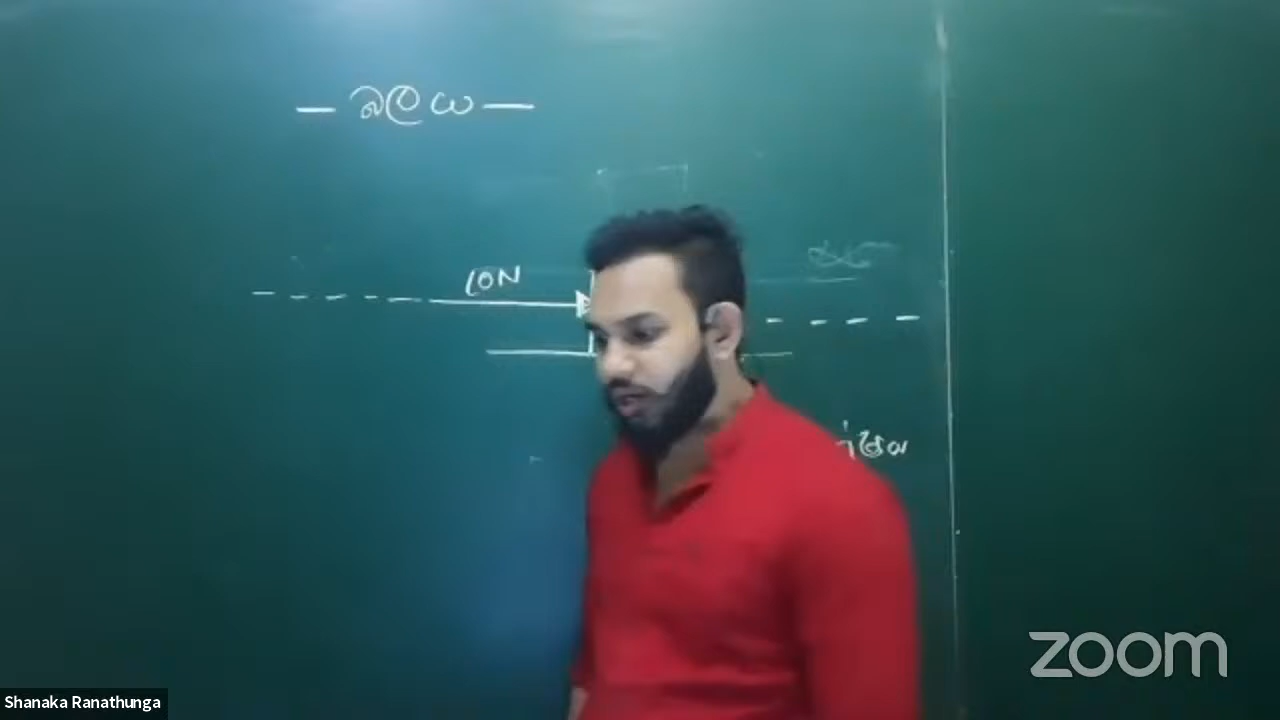 — බලය —
10N
Shanaka Ranathunga
zoom